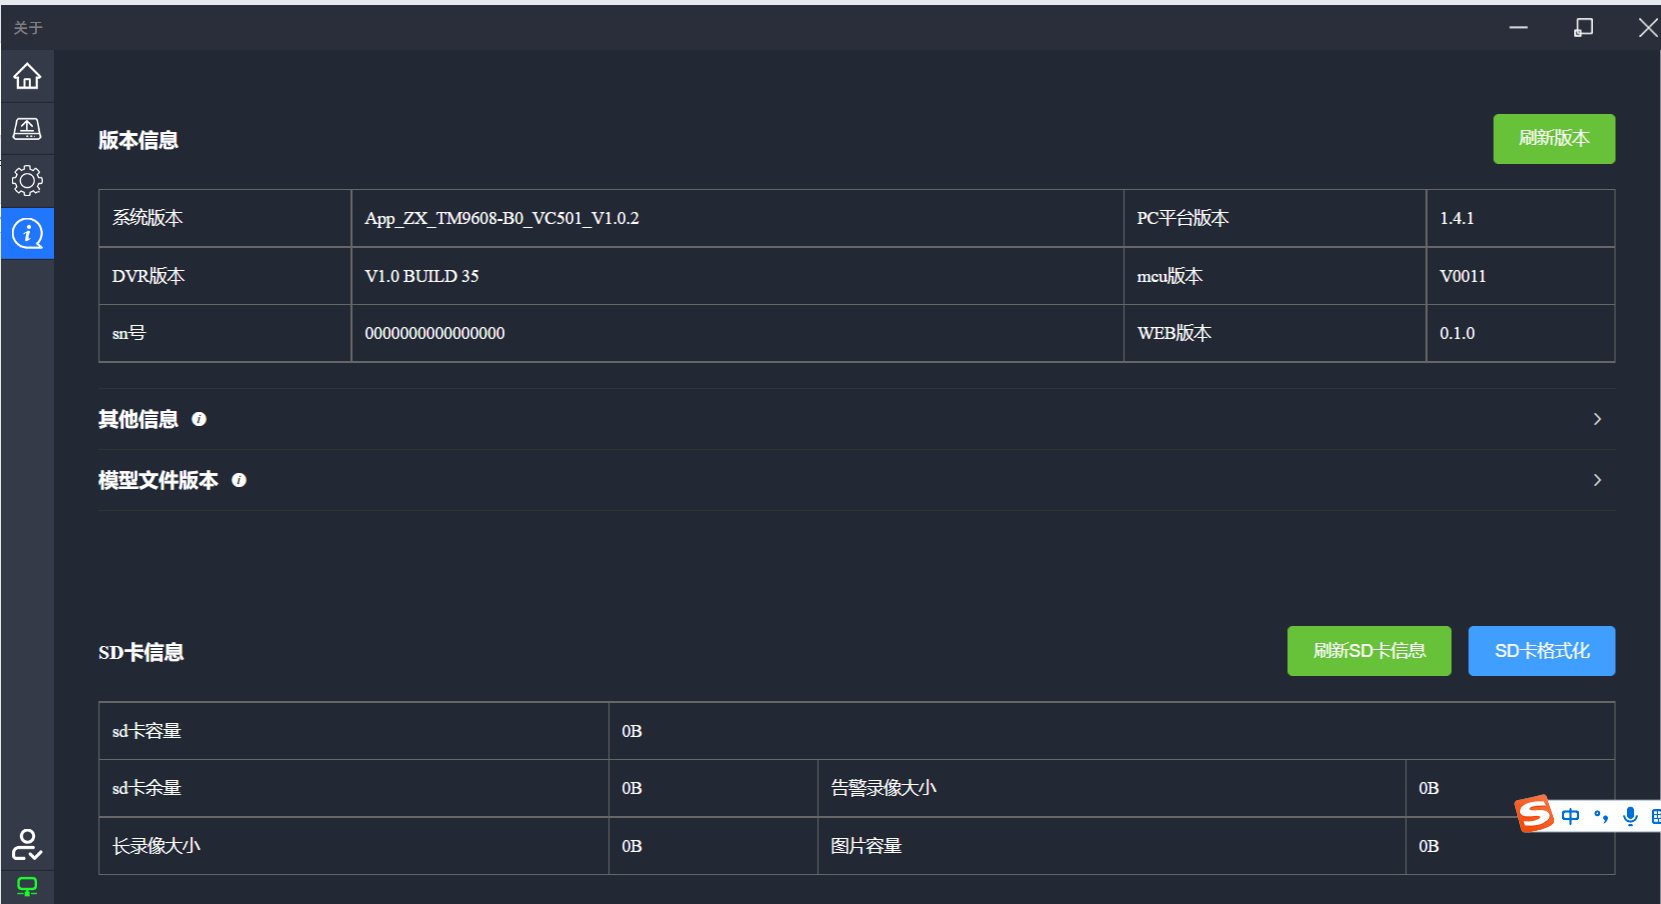 关于
版本信息
刷新版本
系统版本 App_ZX_TM9608-B0_VC501_V1.0.2 PC平台版本 1.4.1
DVR版本 V1.0 BUILD 35 mcu版本 V0011
sn号 0000000000000000 WEB版本 0.1.0
其他信息
模型文件版本
SD卡信息
刷新SD卡信息 SD卡格式化
sd卡容量 0B
sd卡余量 0B 告警录像大小 0B
中
长录像大小 0B 图片容量 0B